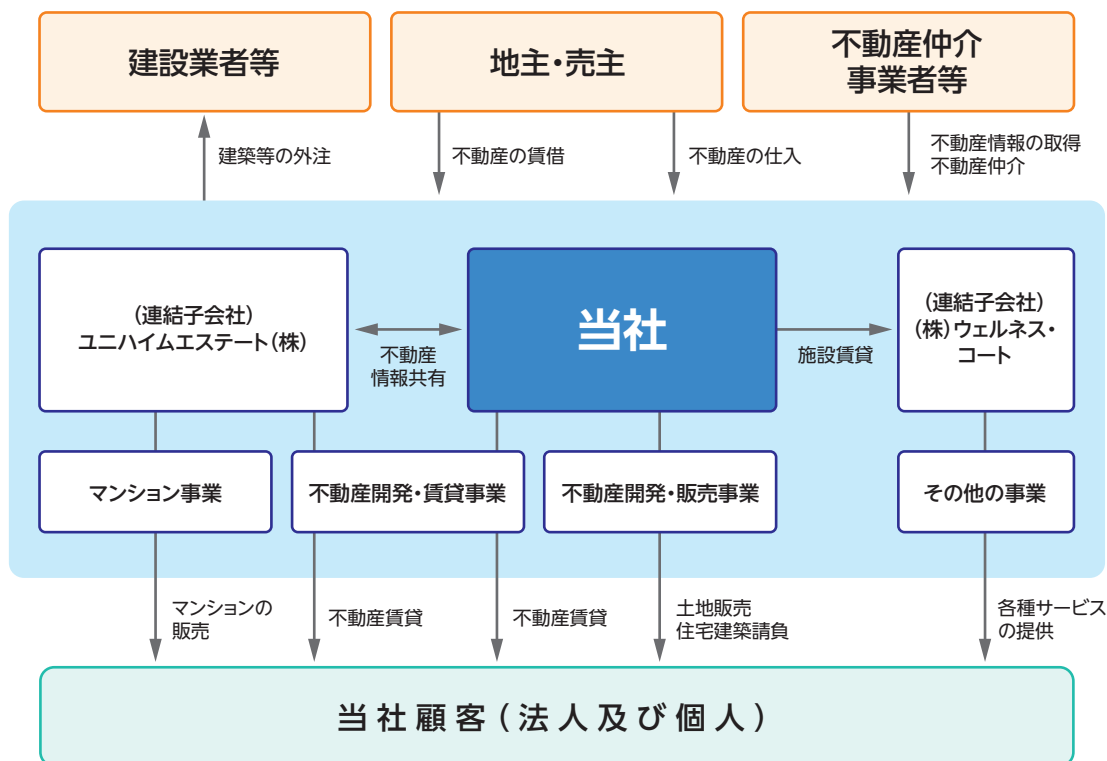 建設業者等
地主・売主
不動産仲介
事業者等
建築等の外注
不動産の賃借
不動産の仕入
不動産情報の取得
不動産仲介
(連結子会社)
ユニハイムエステート(株)
不動産
情報共有
当社
施設賃貸
(連結子会社)
(株)ウェルネス・
コート
マンション事業
不動産開発・賃貸事業
不動産開発・販売事業
その他の事業
マンションの
販売
不動産賃貸
不動産賃貸
土地販売
住宅建築請負
各種サービス
の提供
当社顧客(法人及び個人)